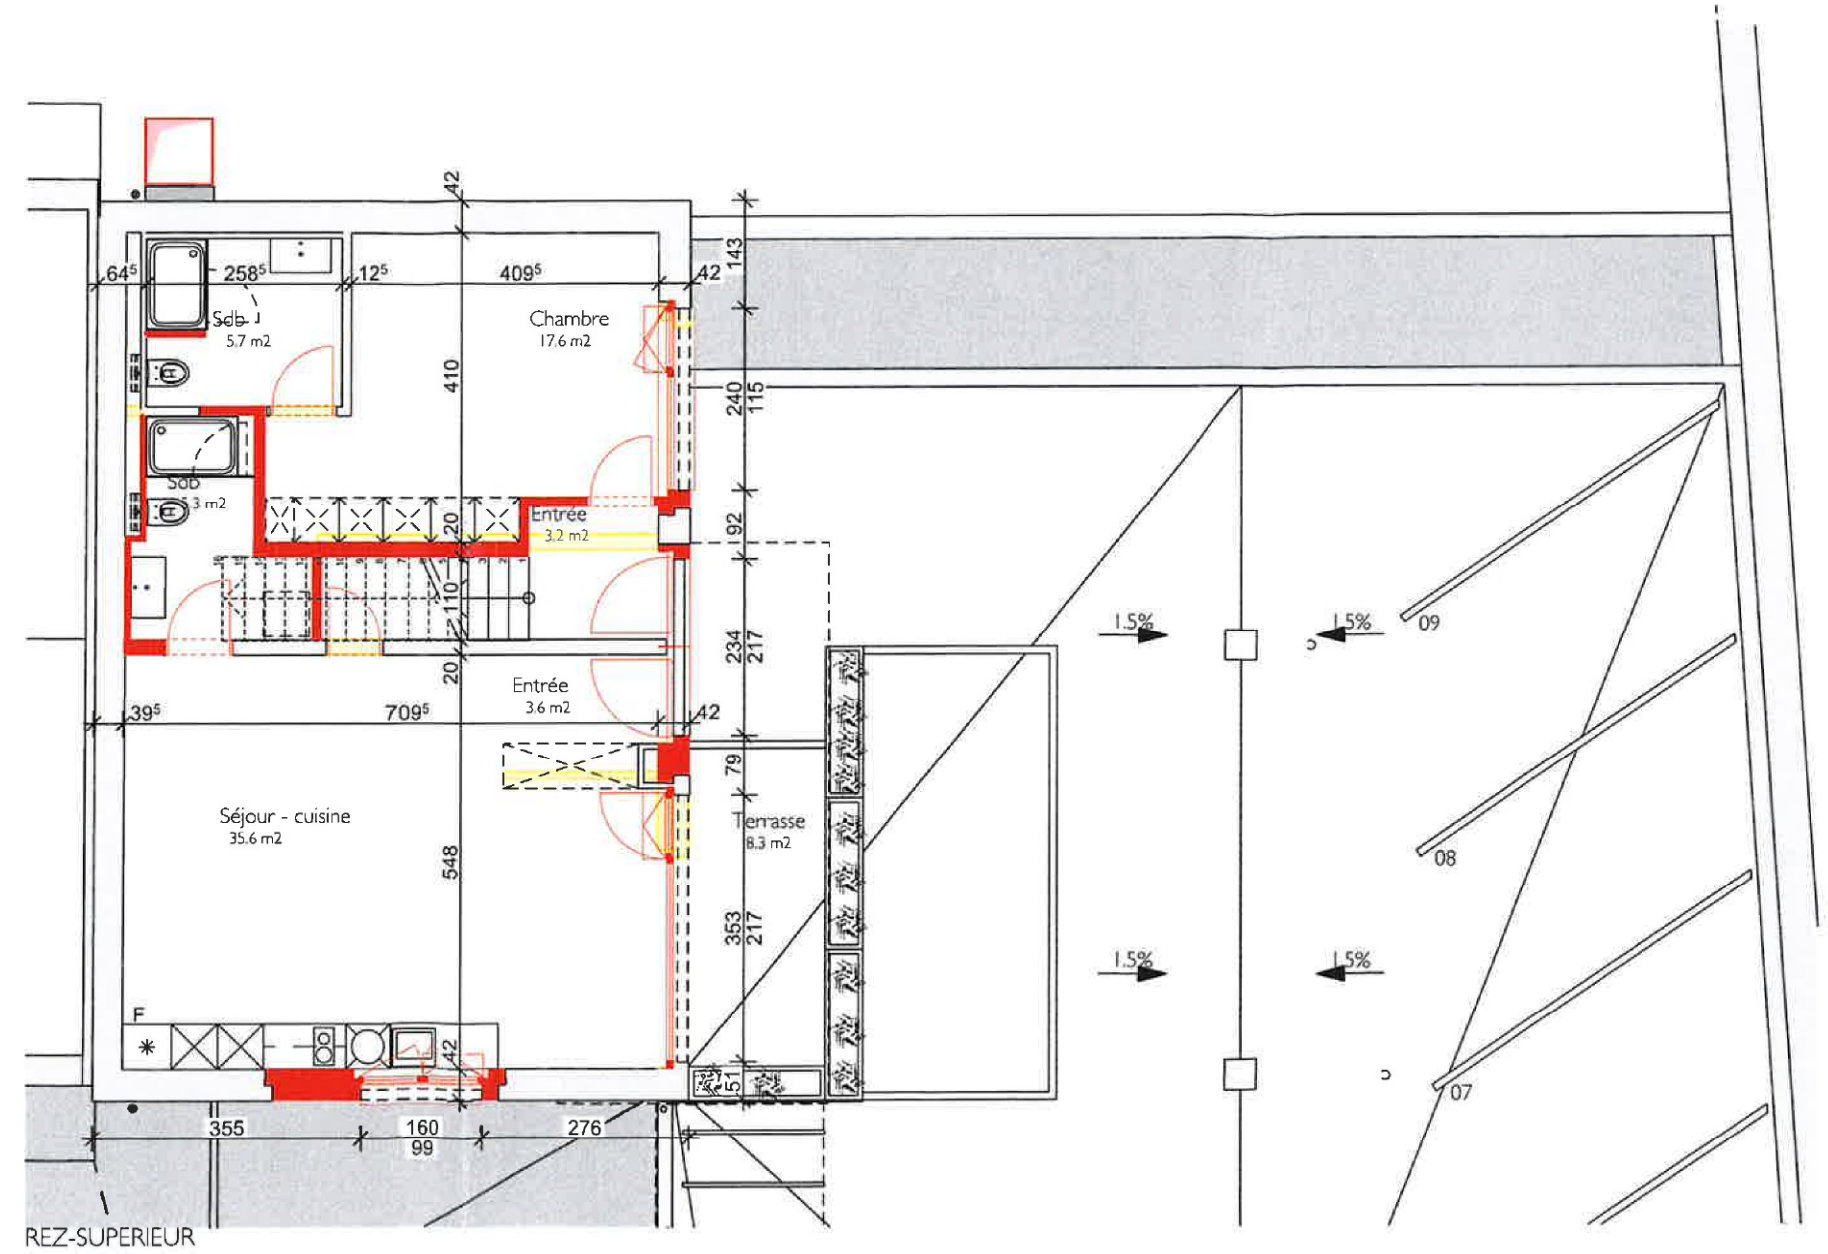 42
143
64⁵ 258⁵ 12⁵ 409⁵ 42
Sdb
5.7 m2
Chambre
17.6 m2
410
240
115
Sdb
5.3 m2
Entrée
3.2 m2
20
92
110
1.5% 1.5%
09
234
217
20
Entrée
3.6 m2
39⁵ 709⁵ 42
79
Séjour - cuisine
35.6 m2
Terrasse
8.3 m2
548
08
353
217
1.5% 1.5%
F
42
51
07
355 160 276
99
REZ-SUPERIEUR